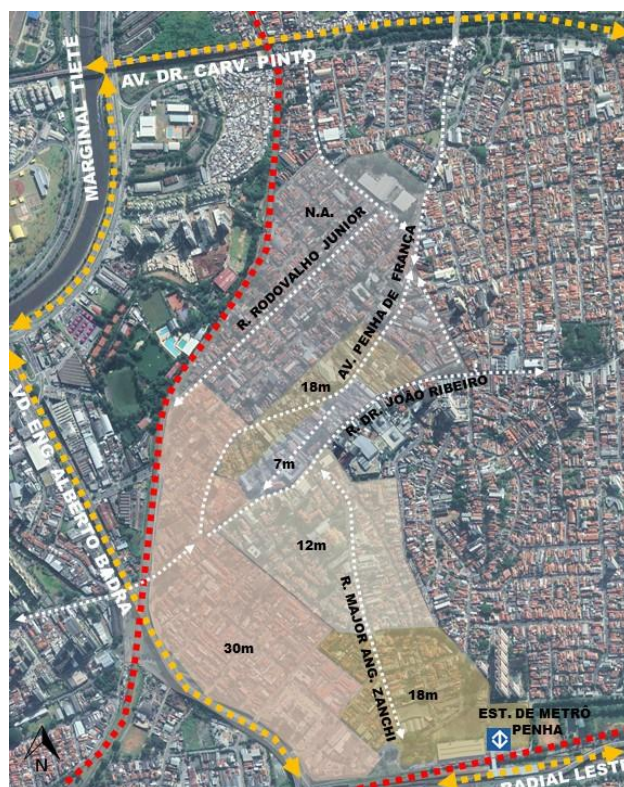 AV. DR. CARV. PINTO
MARGINAL TIETÊ
N.A.
R. RODOVALHO JUNIOR
AV. PENHA DE FRANÇA
18m
R. DR. JOÃO RIBEIRO
7m
VD. ENG. ALBERTO BADRA
12m
R. MAJOR ANG. ZANCHI
30m
18m
EST. DE METRÔ
PENHA
N
RADIAL LESTE